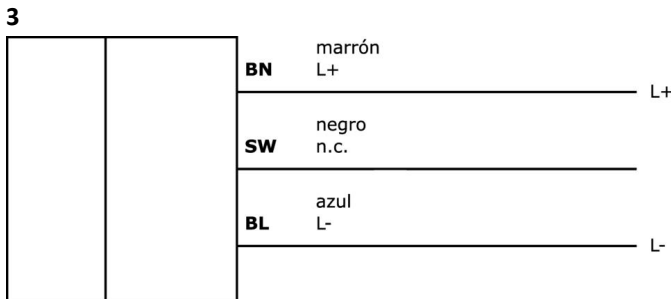 3
marrón
BN L+
L+
negro
SW n.c.
azul
BL L-
L-